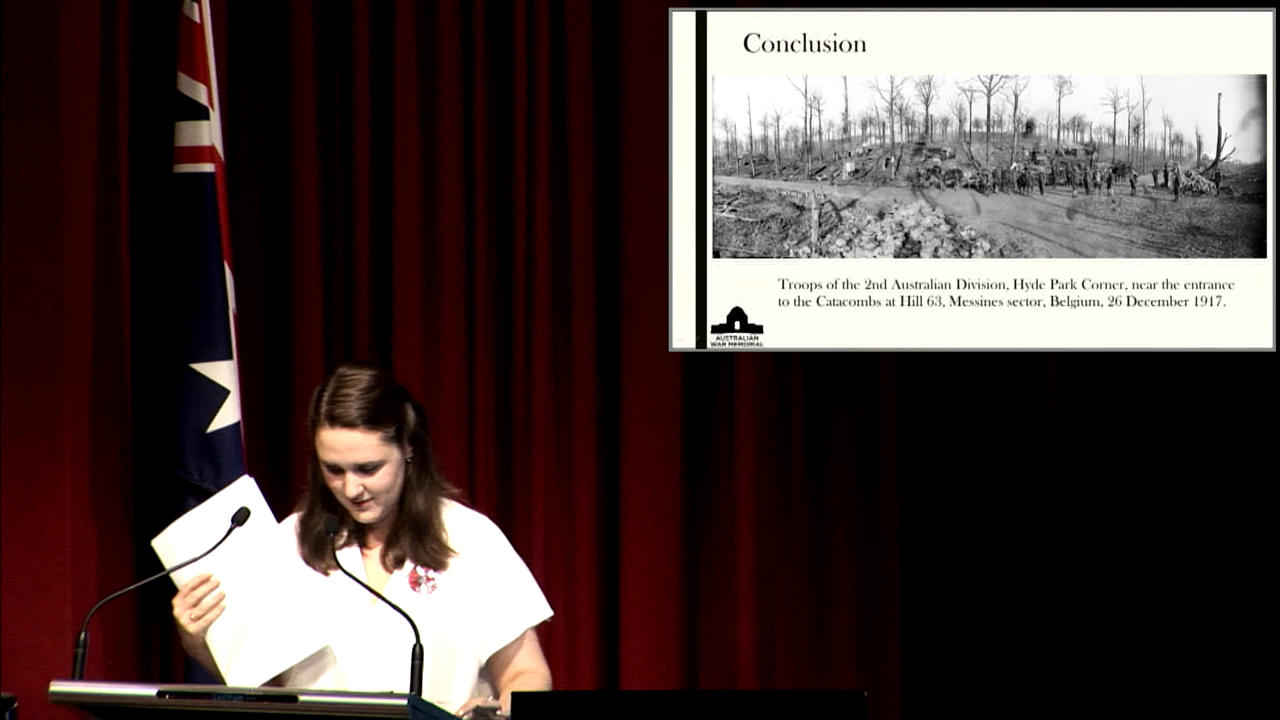 Conclusion
Troops of the 2nd Australian Division, Hyde Park Corner, near the entrance
to the Catacombs at Hill 63, Messines sector, Belgium, 26 December 1917.
AUSTRALIAN
WAR MEMORIAL